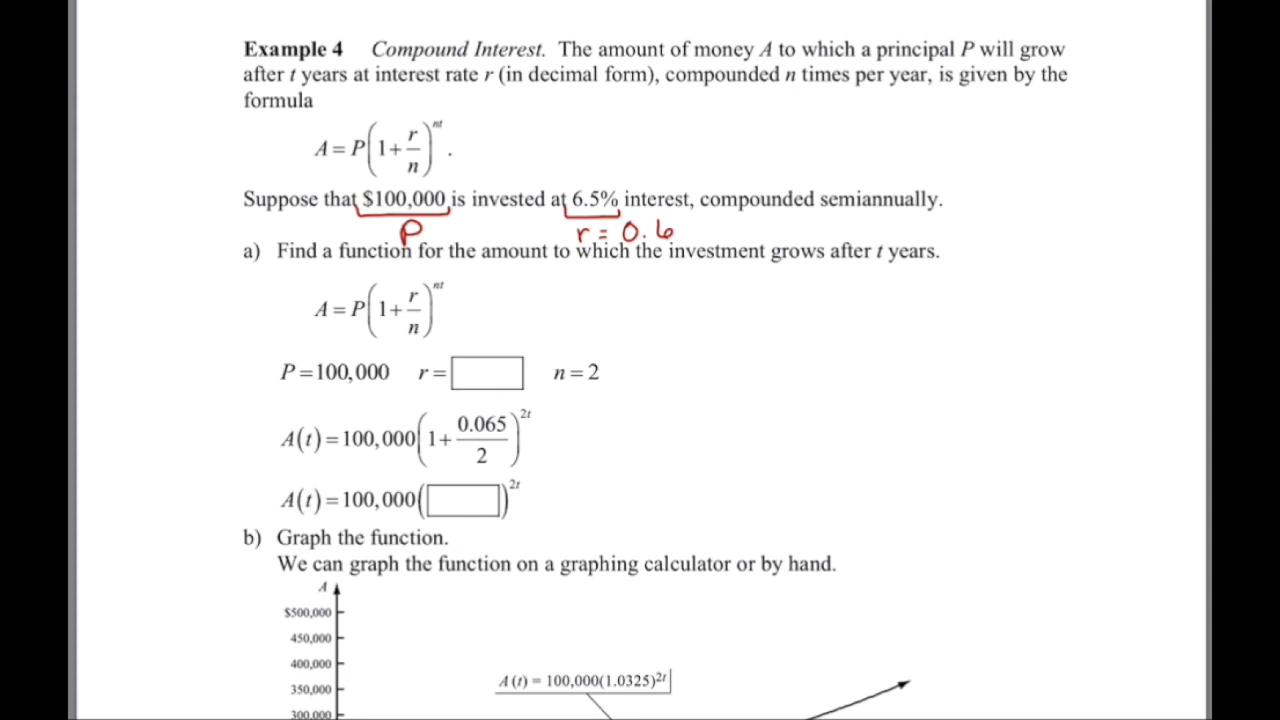 Example 4 Compound Interest. The amount of money A to which a principal P will grow
after t years at interest rate r (in decimal form), compounded n times per year, is given by the
formula
A = P(1 + r/n)^nt.
Suppose that $100,000 is invested at 6.5% interest, compounded semiannually.
P r = 0.6
a) Find a function for the amount to which the investment grows after t years.
A = P(1 + r/n)^nt
P = 100,000 r = n = 2
A(t) = 100,000(1 + 0.065/2)^2t
A(t) = 100,000( )^2t
b) Graph the function.
We can graph the function on a graphing calculator or by hand.
A
$500,000
450,000
400,000
A(t) = 100,000(1.0325)^2t
350,000
300,000